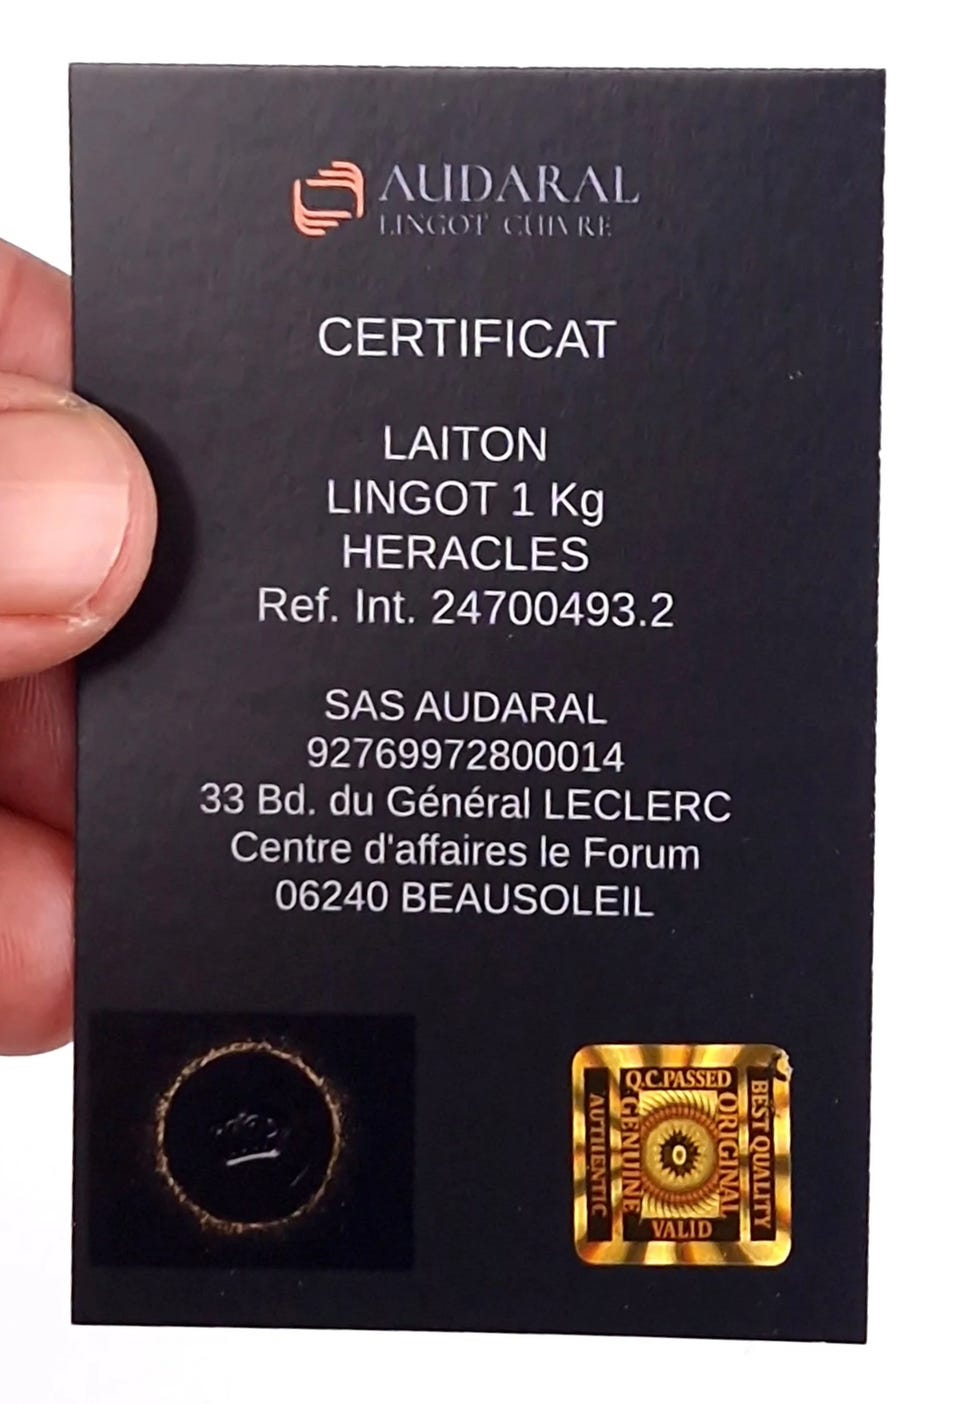 AUDARAL
LINGOT CUIVRE
CERTIFICAT
LAITON
LINGOT 1 Kg
HERACLES
Ref. Int. 24700493.2
SAS AUDARAL
92769972800014
33 Bd. du Général LECLERC
Centre d'affaires le Forum
06240 BEAUSOLEIL
Q.C.PASSED
AUTHENTIC
GENUINE
ORIGINAL
BEST QUALITY
VALID